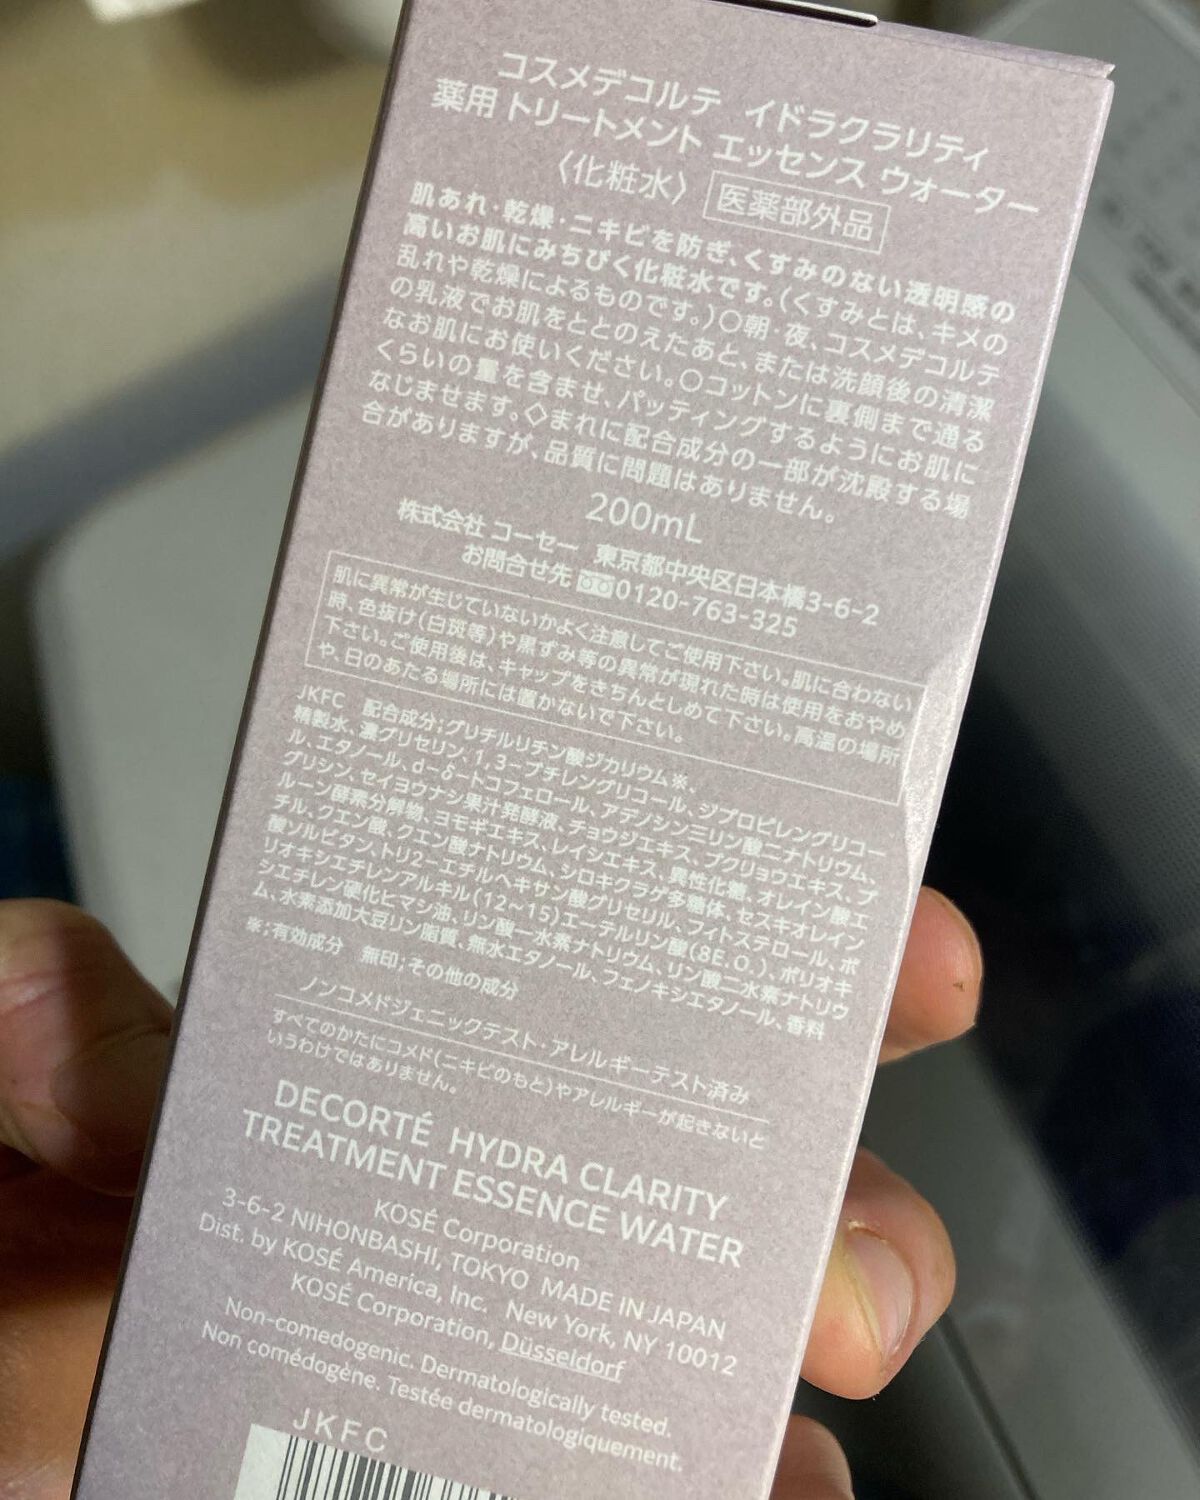 コスメデコルテ イドラクラリティ
薬用 トリートメント エッセンス ウォーター
〈化粧水〉 医薬部外品
肌あれ・乾燥・ニキビを防ぎ、くすみのない透明感の
高いお肌にみちびく化粧水です。(くすみとは、キメの
乱れや乾燥によるものです。)○朝・夜、コスメデコルテ
の乳液でお肌をととのえたあと、または洗顔後の清潔
なお肌にお使いください。○コットンに裏側まで通る
くらいの量を含ませ、パッティングするようにお肌に
なじませます。◇まれに配合成分の一部が沈殿する場
合がありますが、品質に問題はありません。
200mL
株式会社 コーセー 東京都中央区日本橋3-6-2
お問合せ先 0120-763-325
肌に異常が生じていないかよく注意してご使用下さい。肌に合わない
時、色抜け(白斑等)や黒ずみ等の異常が現れた時は使用をおやめ
下さい。ご使用後は、キャップをきちんとしめて下さい。高温の場所
や、日のあたる場所には置かないで下さい。
JKFC 配合成分;グリチルリチン酸ジカリウム※、
精製水、濃グリセリン、1,3-ブチレングリコール、ジプロピレングリコー
ル、エタノール、d-δ-トコフェロール、アデノシン三リン酸二ナトリウム、
グリシン、セイヨウナシ果汁発酵液、チョウジエキス、ブクリョウエキス、プ
ルーン酵素分解物、ヨモギエキス、レイシエキス、異性化糖、オレイン酸エ
チル、クエン酸、クエン酸ナトリウム、シロキクラゲ多糖体、セスキオレイン
酸ソルビタン、トリ2-エチルヘキサン酸グリセリル、フィトステロール、ポ
リオキシエチレンアルキル(12~15)エーテルリン酸(8E.O.)、ポリオキ
シエチレン硬化ヒマシ油、リン酸一水素ナトリウム、リン酸二水素ナトリウ
ム、水素添加大豆リン脂質、無水エタノール、フェノキシエタノール、香料
※;有効成分 無印;その他の成分
ノンコメドジェニックテスト・アレルギーテスト済み
すべてのかたにコメド(ニキビのもと)やアレルギーが起きないと
いうわけではありません。
DECORTÉ HYDRA CLARITY
TREATMENT ESSENCE WATER
KOSÉ Corporation
3-6-2 NIHONBASHI, TOKYO MADE IN JAPAN
Dist. by KOSÉ America, Inc. New York, NY 10012
KOSÉ Corporation, Düsseldorf
Non-comedogenic. Dermatologically tested.
Non comédogène. Testée dermatologiquement.
JKFC